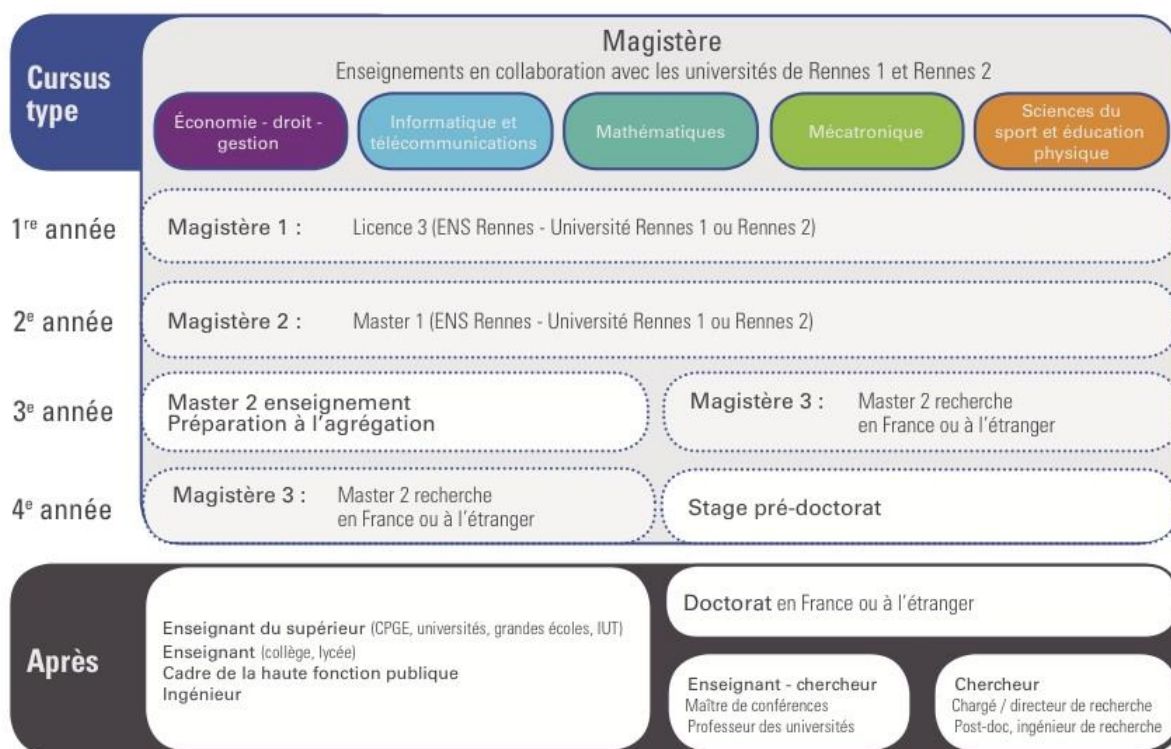 Cursus
type
Magistère
Enseignements en collaboration avec les universités de Rennes 1 et Rennes 2
Économie - droit -
gestion
Informatique et
télécommunications
Mathématiques
Mécatronique
Sciences du
sport et éducation
physique
1re année
Magistère 1 : Licence 3 (ENS Rennes - Université Rennes 1 ou Rennes 2)
2e année
Magistère 2 : Master 1 (ENS Rennes - Université Rennes 1 ou Rennes 2)
3e année
Master 2 enseignement
Préparation à l'agrégation
Magistère 3 : Master 2 recherche
en France ou à l'étranger
4e année
Magistère 3 : Master 2 recherche
en France ou à l'étranger
Stage pré-doctorat
Après
Enseignant du supérieur (CPGE, universités, grandes écoles, IUT)
Enseignant (collège, lycée)
Cadre de la haute fonction publique
Ingénieur
Doctorat en France ou à l'étranger
Enseignant - chercheur
Maître de conférences
Professeur des universités
Chercheur
Chargé / directeur de recherche
Post-doc, ingénieur de recherche